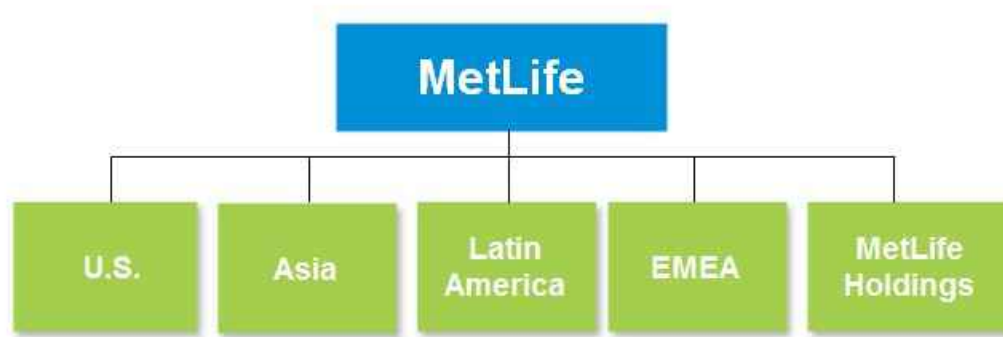 MetLife
U.S.
Asia
Latin
America
EMEA
MetLife
Holdings